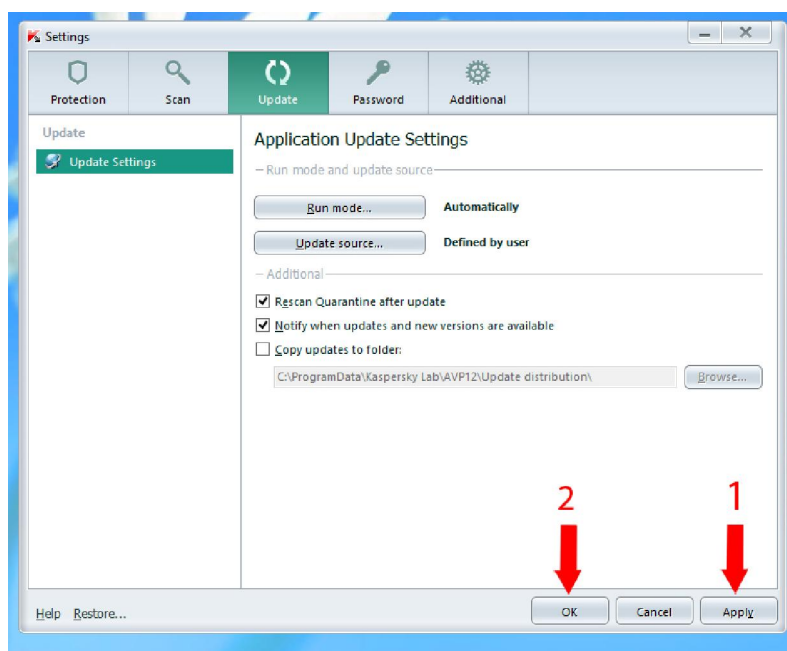 Settings
Protection Scan Update Password Additional
Update
Update Settings
Application Update Settings
Run mode and update source
Run mode... Automatically
Update source... Defined by user
Additional
Rescan Quarantine after update
Notify when updates and new versions are available
Copy updates to folder:
C:\ProgramData\Kaspersky Lab\AVP12\Update distribution\ Browse...
2 1
Help Restore... OK Cancel Apply